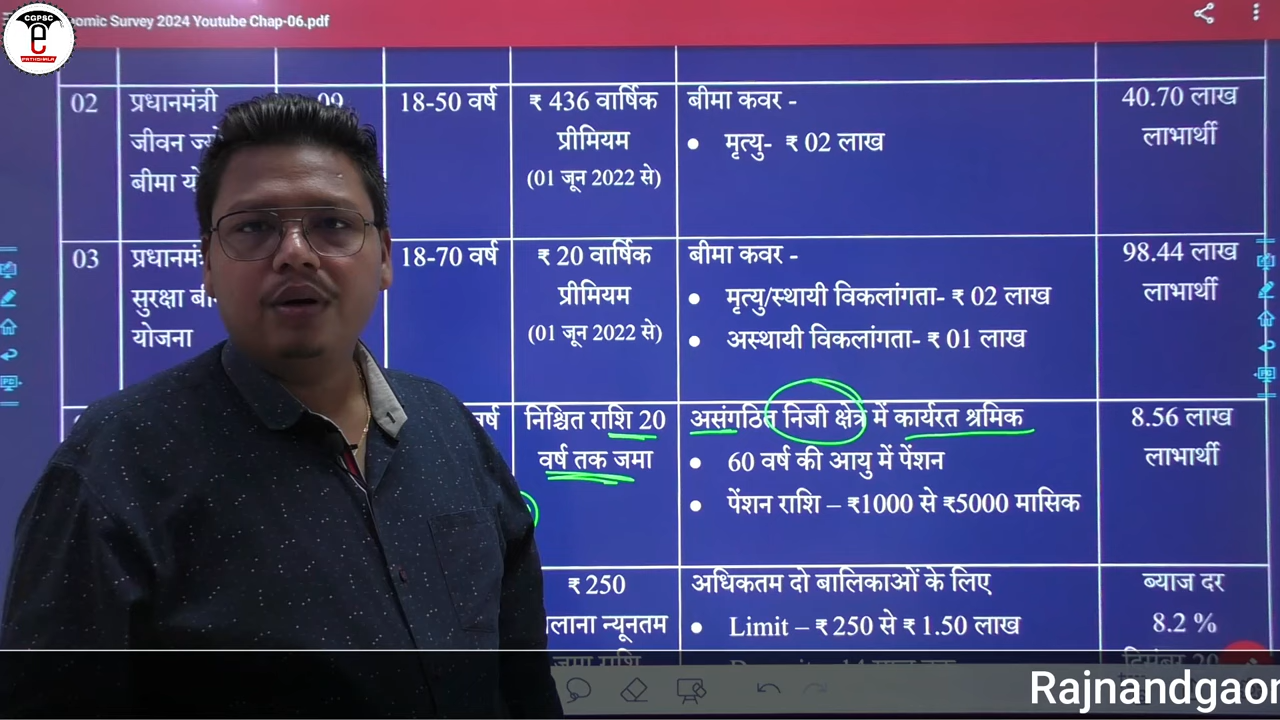 CGPSC
e
PATHSHALA
omic Survey 2024 Youtube Chap-06.pdf
02
प्रधानमंत्री
जीवन
बीमा
09
18-50 वर्ष
₹ 436 वार्षिक
प्रीमियम
(01 जून 2022 से)
बीमा कवर -
• मृत्यु- ₹ 02 लाख
40.70 लाख
लाभार्थी
03
सुरक्षा
योजना
18-70 वर्ष
₹ 20 वार्षिक
प्रीमियम
(01 जून 2022 से)
बीमा कवर -
• मृत्यु/स्थायी विकलांगता- ₹ 02 लाख
• अस्थायी विकलांगता- ₹ 01 लाख
98.44 लाख
लाभार्थी
वर्ष
निश्चित राशि 20
वर्ष तक जमा
असंगठित निजी क्षेत्र में कार्यरत श्रमिक
• 60 वर्ष की आयु में पेंशन
• पेंशन राशि – ₹1000 से ₹5000 मासिक
8.56 लाख
लाभार्थी
₹ 250
लाना न्यूनतम
अधिकतम दो बालिकाओं के लिए
• Limit – ₹ 250 से ₹ 1.50 लाख
ब्याज दर
8.2 %
Rajnandgaon